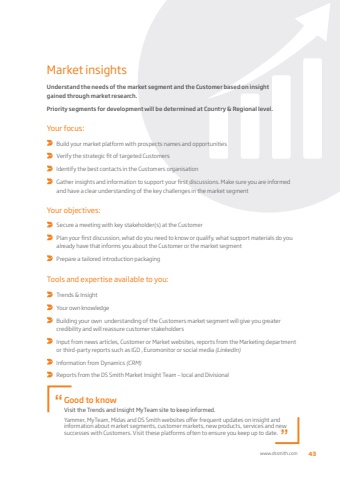 Market insights
Understand the needs of the market segment and the Customer based on insight
gained through market research.
Priority segments for development will be determined at Country & Regional level.
Your focus:
Build your market platform with prospects names and opportunities
Verify the strategic fit of targeted Customers
Identify the best contacts in the Customers organisation
Gather insights and information to support your first discussions. Make sure you are informed
and have a clear understanding of the key challenges in the market segment
Your objectives:
Secure a meeting with key stakeholder(s) at the Customer
Plan your first discussion, what do you need to know or qualify, what support materials do you
already have that informs you about the Customer or the market segment
Prepare a tailored introduction packaging
Tools and expertise available to you:
Trends & Insight
Your own knowledge
Building your own understanding of the Customers market segment will give you greater
credibility and will reassure customer stakeholders
Input from news articles, Customer or Market websites, reports from the Marketing department
or third-party reports such as IGD , Euromonitor or social media (LinkedIn)
Information from Dynamics (CRM)
Reports from the DS Smith Market Insight Team – local and Divisional
“ Good to know
Visit the Trends and Insight MyTeam site to keep informed.
Yammer, MyTeam, Midas and DS Smith websites offer frequent updates on insight and
information about market segments, customer markets, new products, services and new
successes with Customers. Visit these platforms often to ensure you keep up to date. ”
www.dssmith.com 43